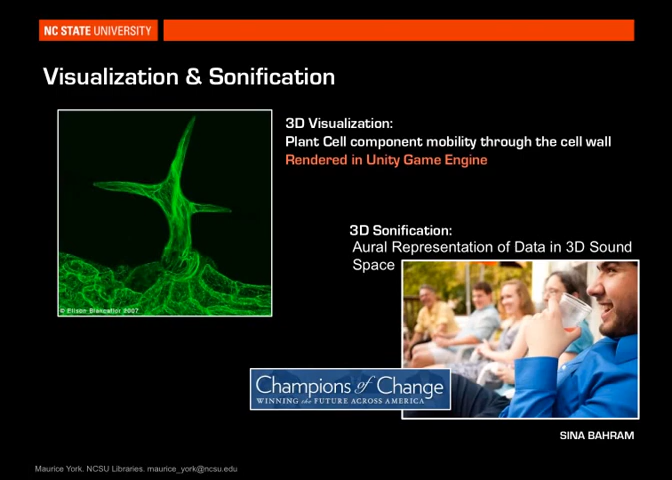 NC STATE UNIVERSITY
Visualization & Sonification
3D Visualization:
Plant Cell component mobility through the cell wall
Rendered in Unity Game Engine
3D Sonification:
Aural Representation of Data in 3D Sound
Space
© Elison Blancaflor 2007
Champions of Change
WINNING the FUTURE ACROSS AMERICA
SINA BAHRAM
Maurice York. NCSU Libraries. maurice_york@ncsu.edu